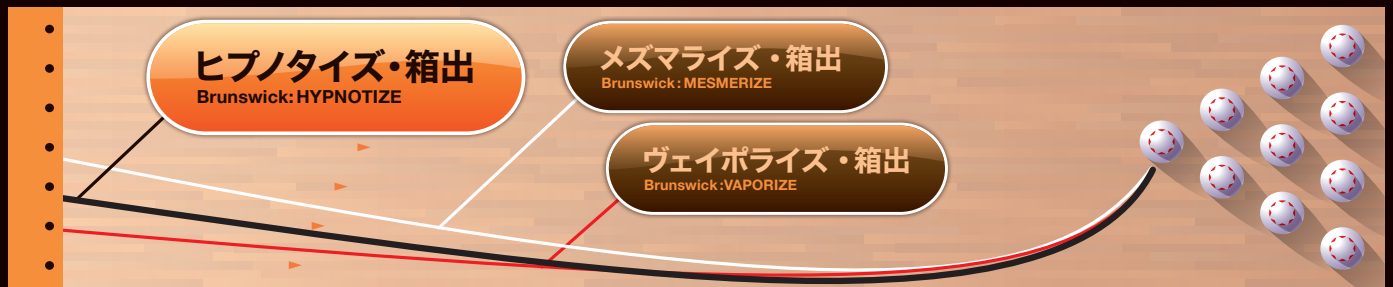 ヒプノタイズ・箱出
Brunswick:HYPNOTIZE
メズマライズ・箱出
Brunswick:MESMERIZE
ヴェイポライズ・箱出
Brunswick:VAPORIZE